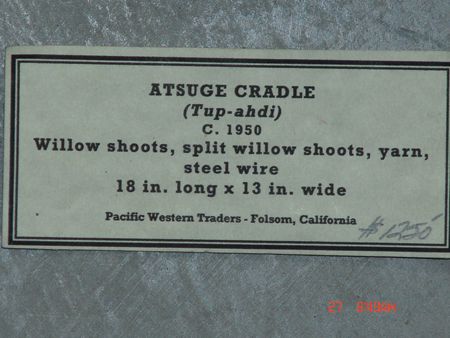 ATSUGE CRADLE
(Tup-ahdi)
C. 1950
Willow shoots, split willow shoots, yarn,
steel wire
18 in. long x 13 in. wide
Pacific Western Traders - Folsom, California
#1250
27